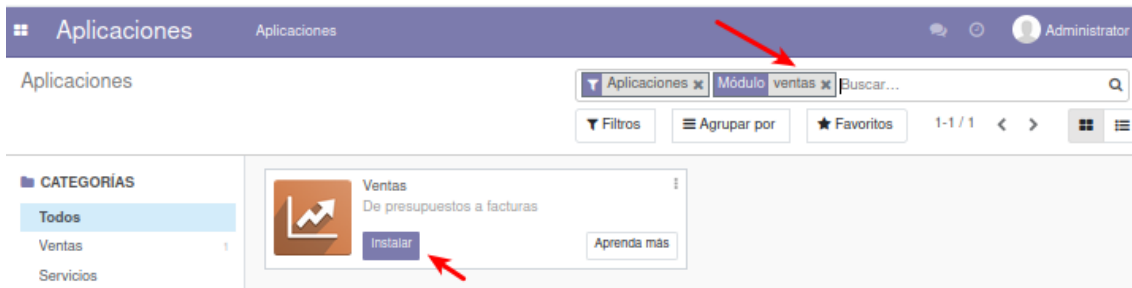 Aplicaciones Aplicaciones Administrator
Aplicaciones
Aplicaciones x Módulo ventas x Buscar...
Filtros Agrupar por Favoritos 1-1 / 1
CATEGORÍAS
Todos
Ventas 1
Servicios
Ventas
De presupuestos a facturas
Instalar Aprenda más